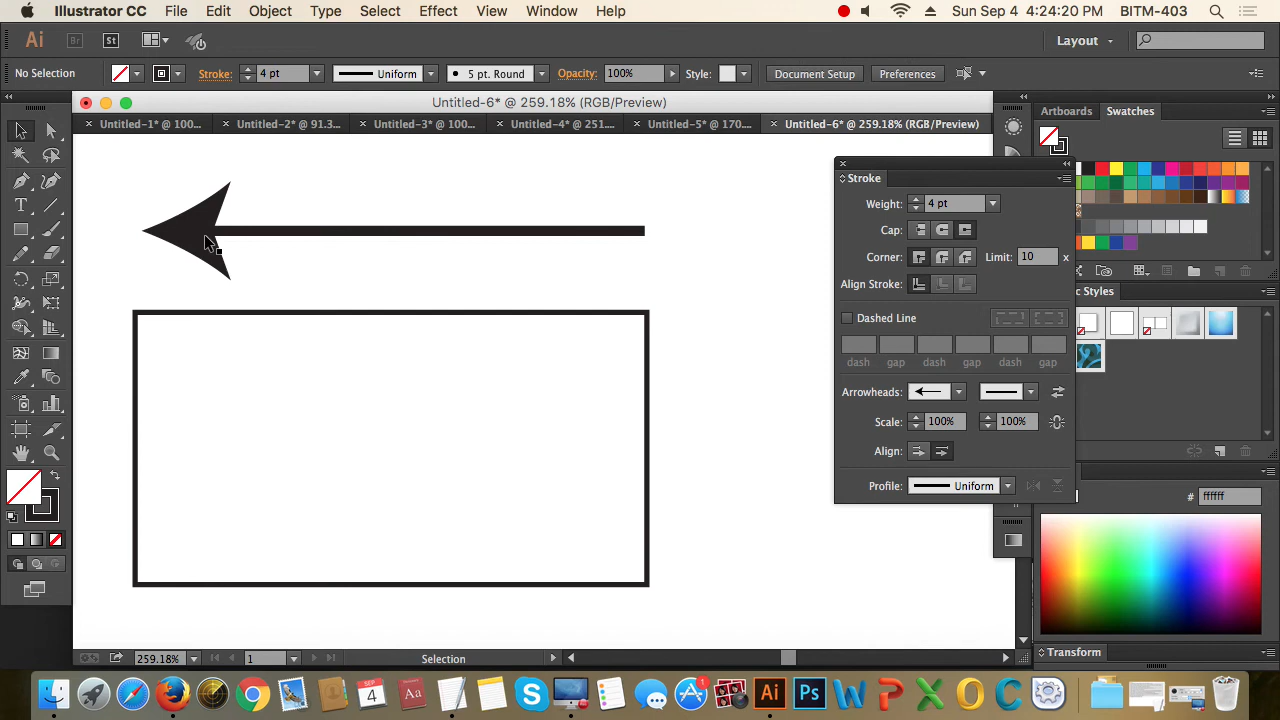 Illustrator CC File Edit Object Type Select Effect View Window Help Sun Sep 4 4:24:20 PM BITM-403
Ai Br St Layout
No Selection Stroke: 4 pt Uniform 5 pt. Round Opacity: 100% Style: Document Setup Preferences
Untitled-6* @ 259.18% (RGB/Preview)
Untitled-1* @ 100... Untitled-2* @ 91.3... Untitled-3* @ 100... Untitled-4* @ 251.... Untitled-5* @ 170.... Untitled-6* @ 259.18% (RGB/Preview)
Artboards Swatches
Stroke
Weight: 4 pt
Cap:
Corner: Limit: 10 x
Align Stroke:
c Styles
Dashed Line
dash gap dash gap dash gap
Arrowheads:
Scale: 100% 100%
Align:
Profile: Uniform
# ffffff
Transform
259.18% 1 Selection